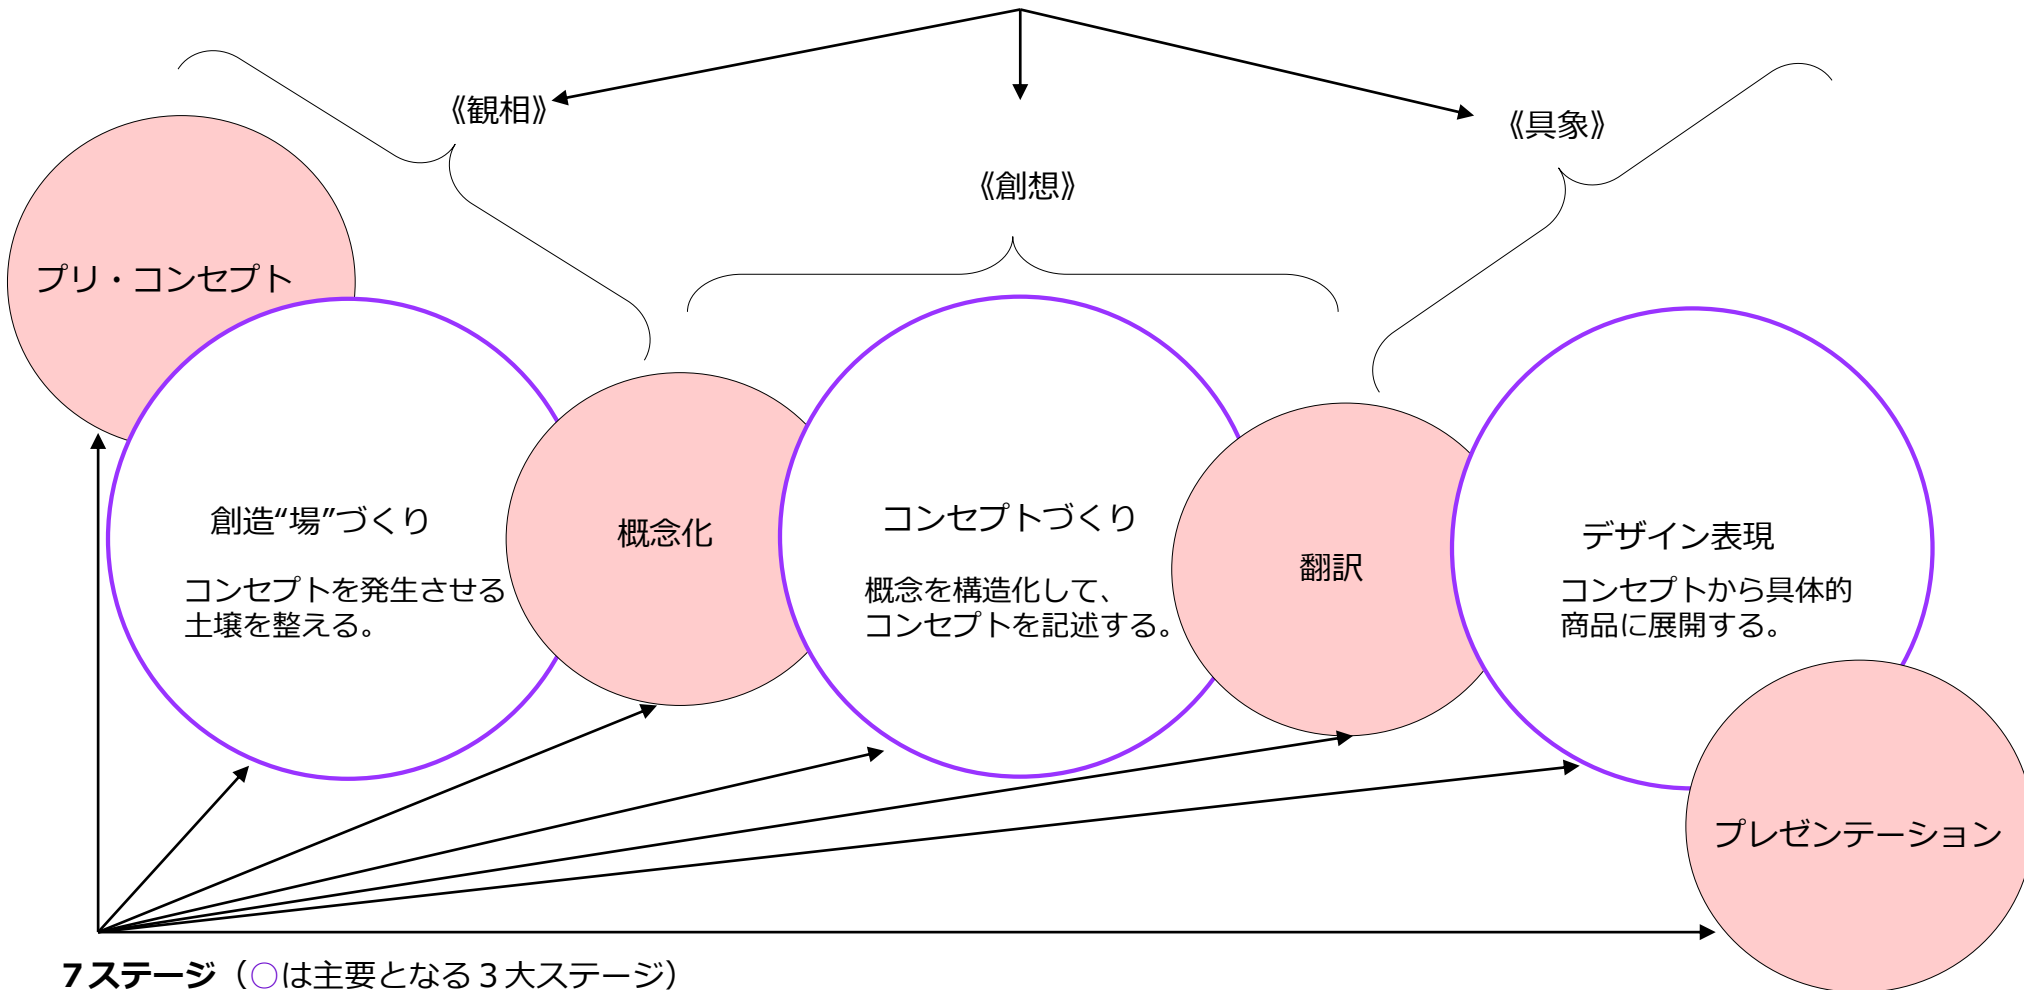 《観相》
《具象》
《創想》
プリ・コンセプト
創造“場”づくり
コンセプトを発生させる
土壌を整える。
概念化
コンセプトづくり
概念を構造化して、
コンセプトを記述する。
翻訳
デザイン表現
コンセプトから具体的
商品に展開する。
プレゼンテーション
7ステージ（○は主要となる３大ステージ）